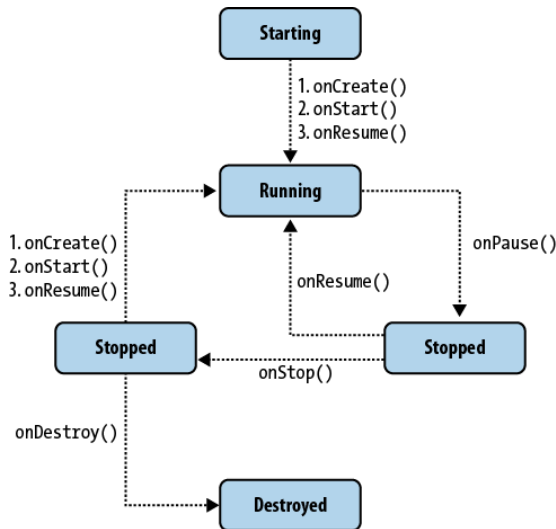 Starting
1. onCreate()
2. onStart()
3. onResume()
Running
1. onCreate()
2. onStart()
3. onResume()
onPause()
onResume()
Stopped
Stopped
onStop()
onDestroy()
Destroyed